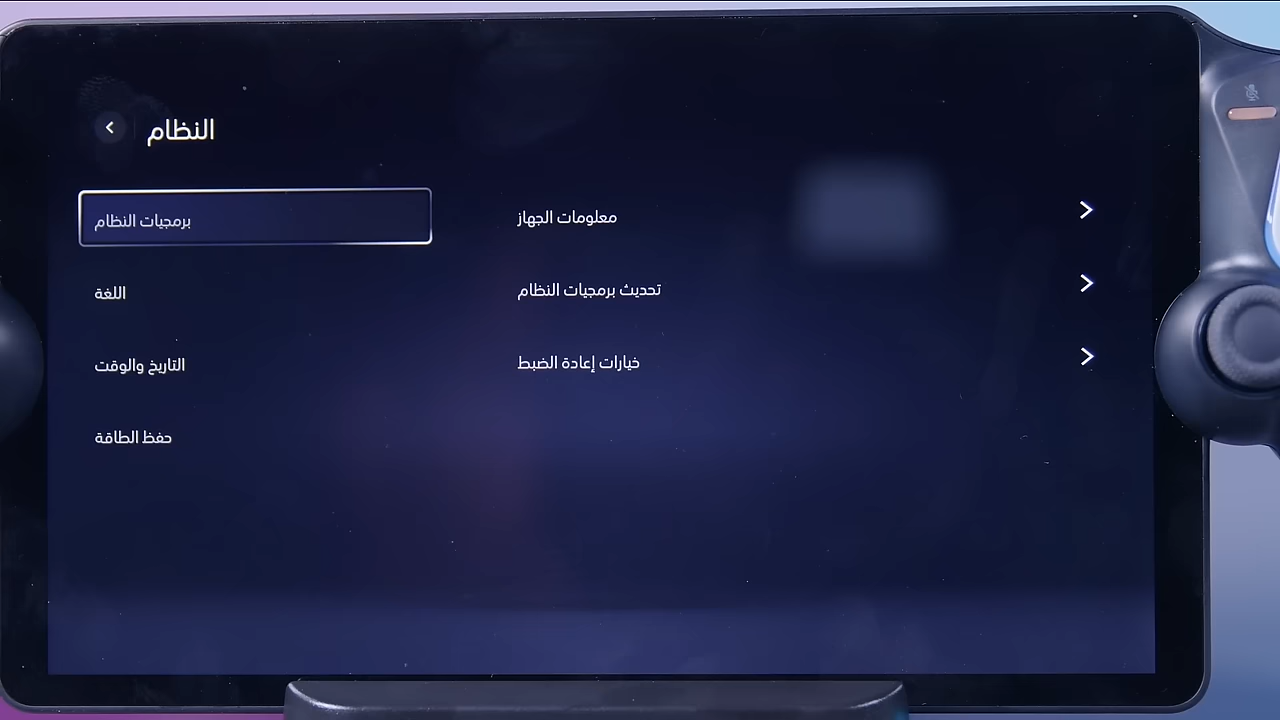 النظام
برمجيات النظام
اللغة
التاريخ والوقت
حفظ الطاقة
معلومات الجهاز
تحديث برمجيات النظام
خيارات إعادة الضبط